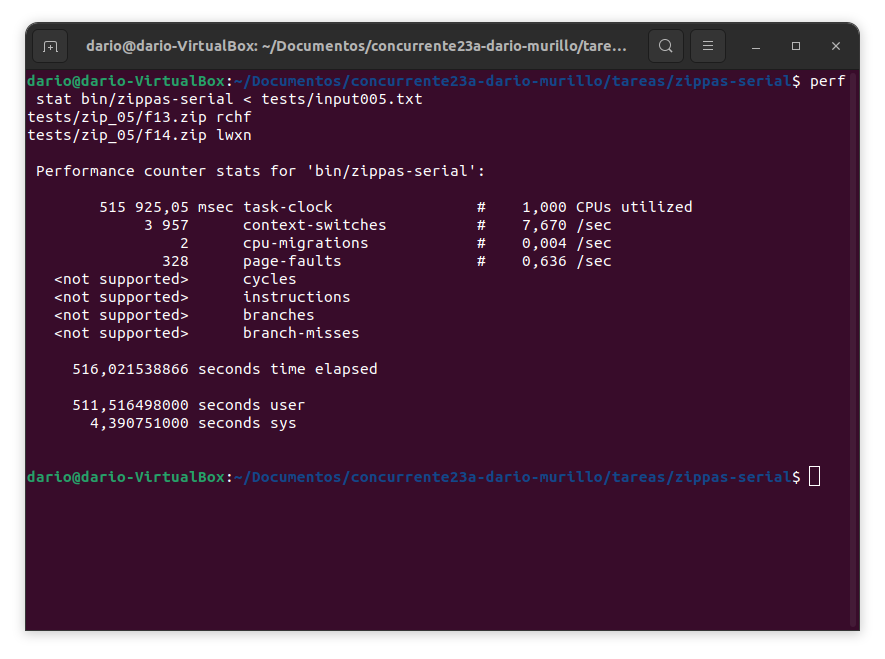 dario@dario-VirtualBox: ~/Documentos/concurrente23a-dario-murillo/tare...
dario@dario-VirtualBox:~/Documentos/concurrente23a-dario-murillo/tareas/zippas-serial$ perf
 stat bin/zippas-serial < tests/input005.txt
tests/zip_05/f13.zip rchf
tests/zip_05/f14.zip lwxn
 Performance counter stats for 'bin/zippas-serial':
        515 925,05 msec task-clock                #    1,000 CPUs utilized
             3 957      context-switches          #    7,670 /sec
                 2      cpu-migrations            #    0,004 /sec
               328      page-faults               #    0,636 /sec
   <not supported>      cycles
   <not supported>      instructions
   <not supported>      branches
   <not supported>      branch-misses
     516,021538866 seconds time elapsed
     511,516498000 seconds user
       4,390751000 seconds sys
dario@dario-VirtualBox:~/Documentos/concurrente23a-dario-murillo/tareas/zippas-serial$